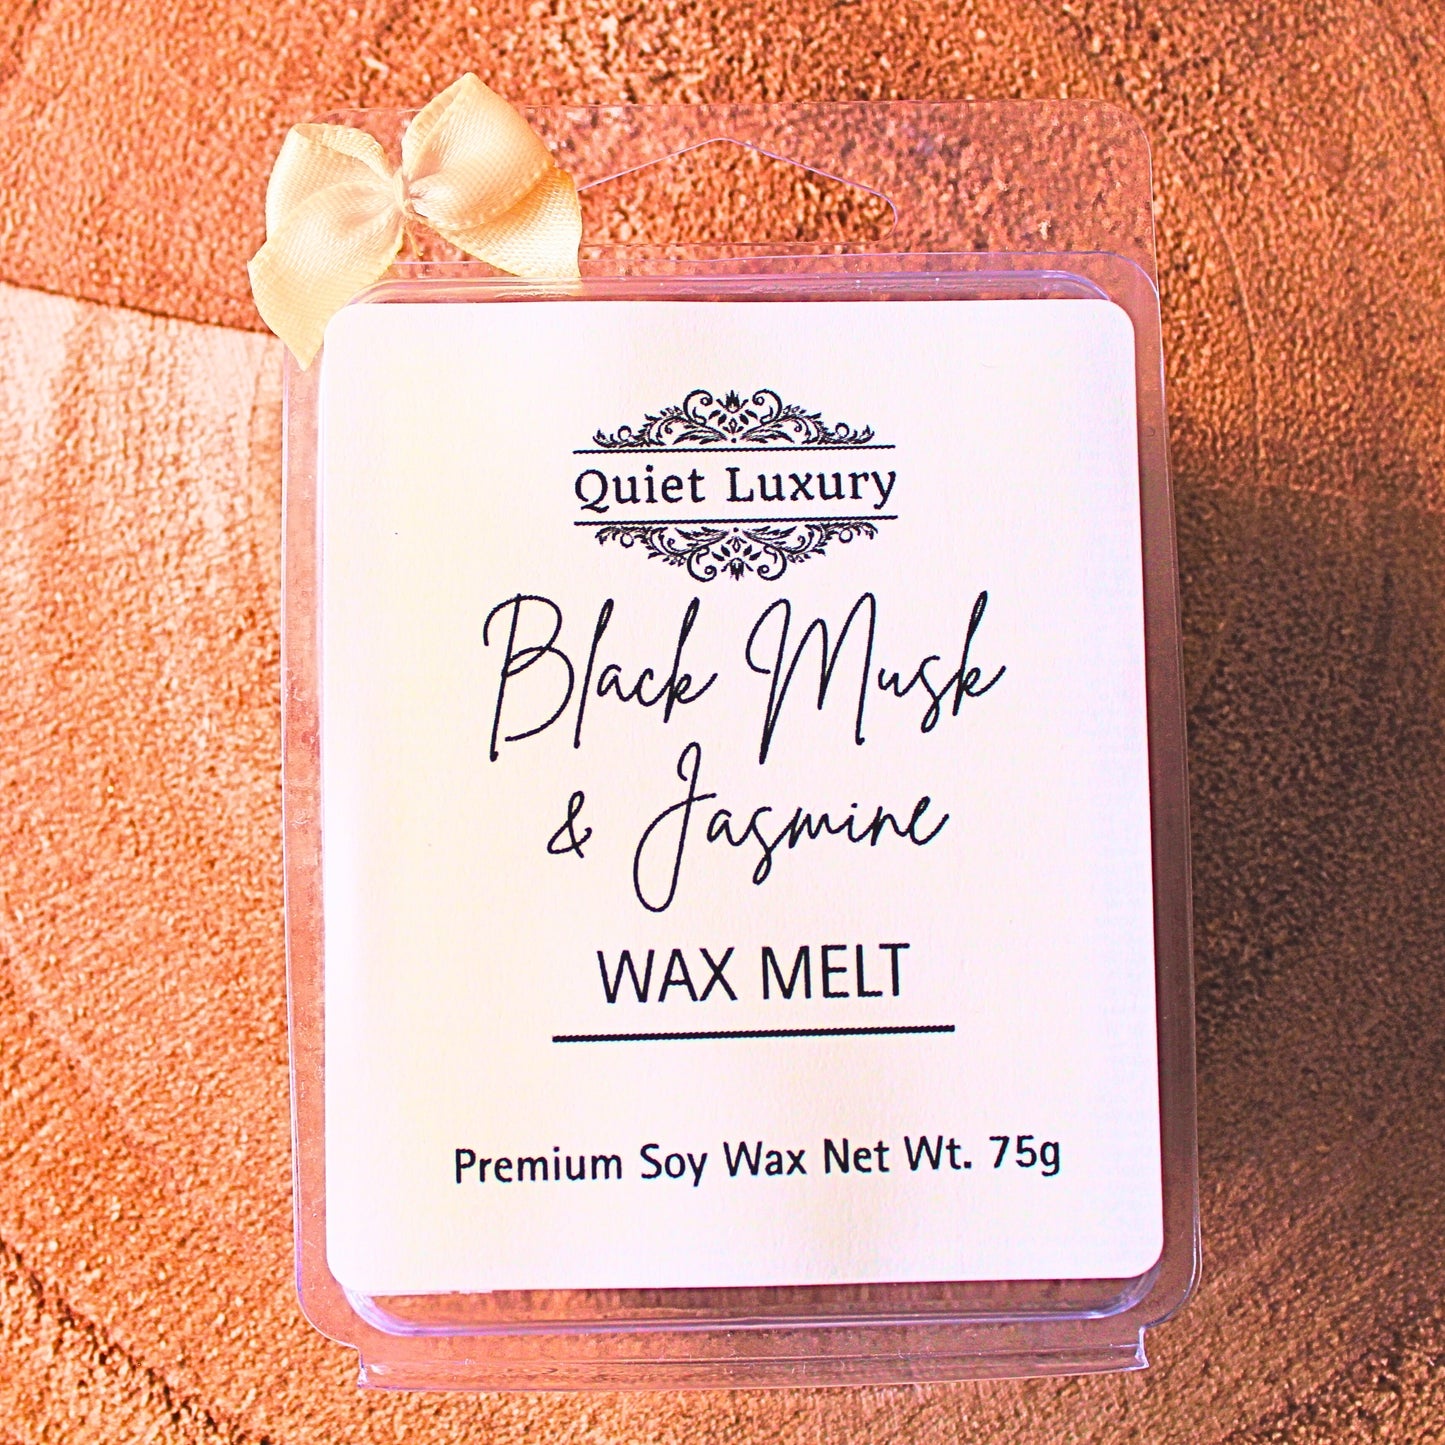 Quiet Luxury
Black Musk
& Jasmine
WAX MELT
Premium Soy Wax Net Wt. 75g